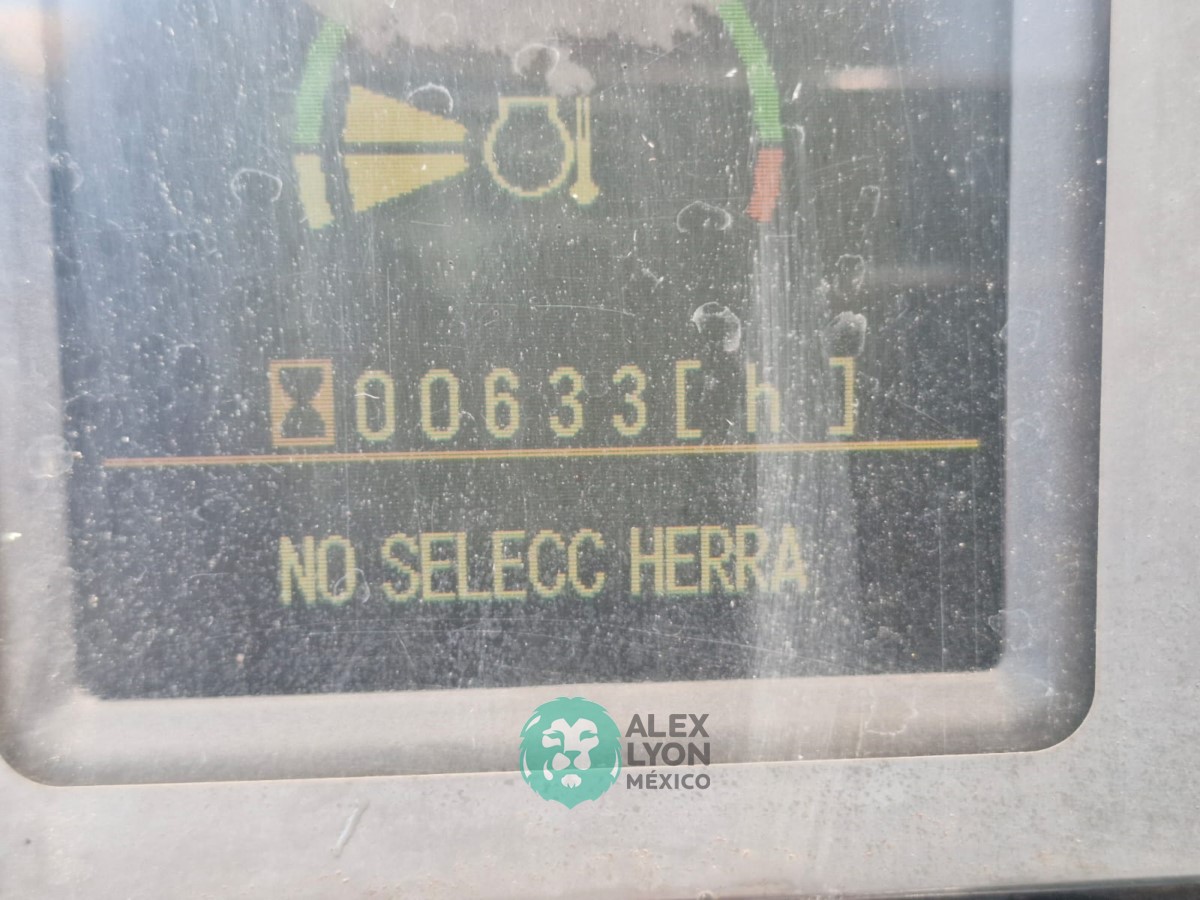 00633[ h ]
NO SELECC HERRA
ALEX
LYON
MÉXICO